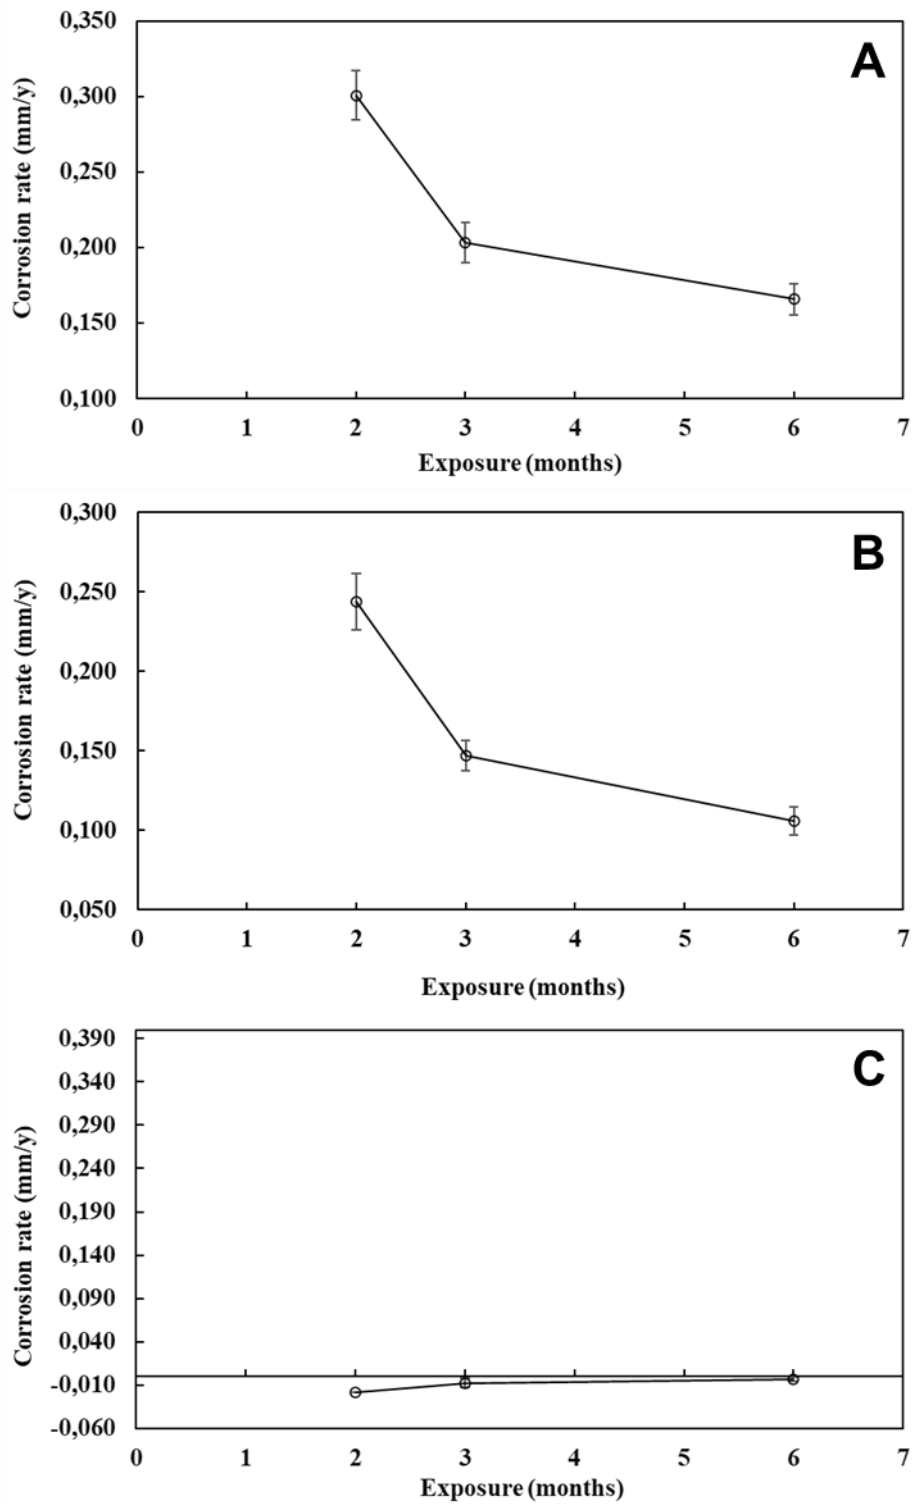 A
Corrosion rate (mm/y)
0,350
0,300
0,250
0,200
0,150
0,100
0 1 2 3 4 5 6 7
Exposure (months)
B
Corrosion rate (mm/y)
0,300
0,250
0,200
0,150
0,100
0,050
0 1 2 3 4 5 6 7
Exposure (months)
C
Corrosion rate (mm/y)
0,390
0,340
0,290
0,240
0,190
0,140
0,090
0,040
-0,010
-0,060
0 1 2 3 4 5 6 7
Exposure (months)